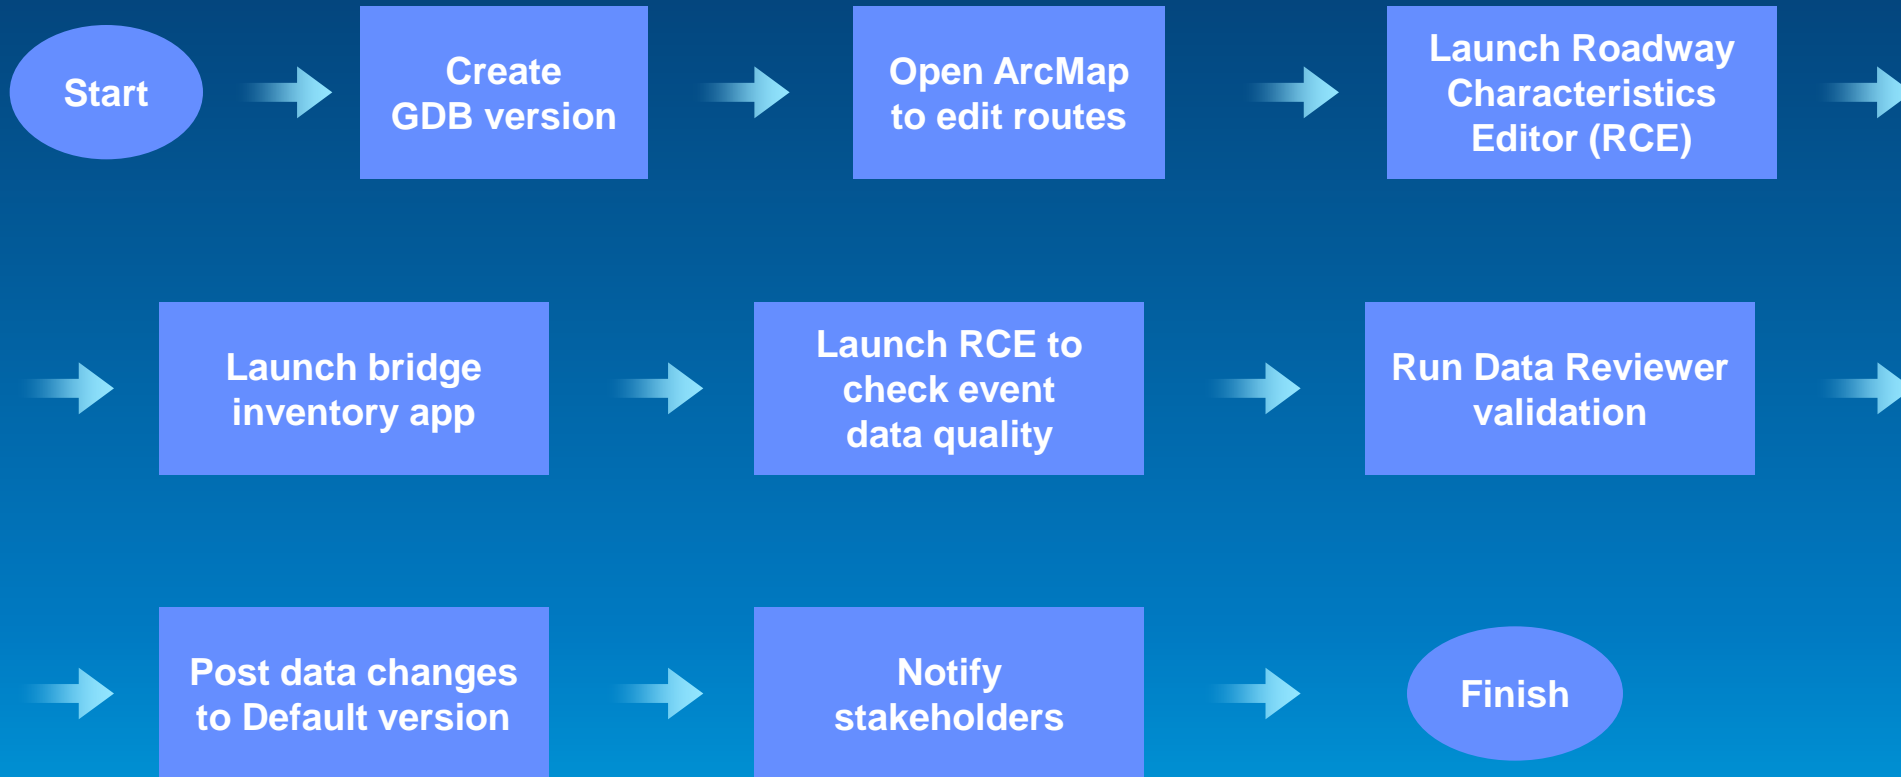 Start
Create
GDB version
Open ArcMap
to edit routes
Launch Roadway
Characteristics
Editor (RCE)
Launch bridge
inventory app
Launch RCE to
check event
data quality
Run Data Reviewer
validation
Post data changes
to Default version
Notify
stakeholders
Finish